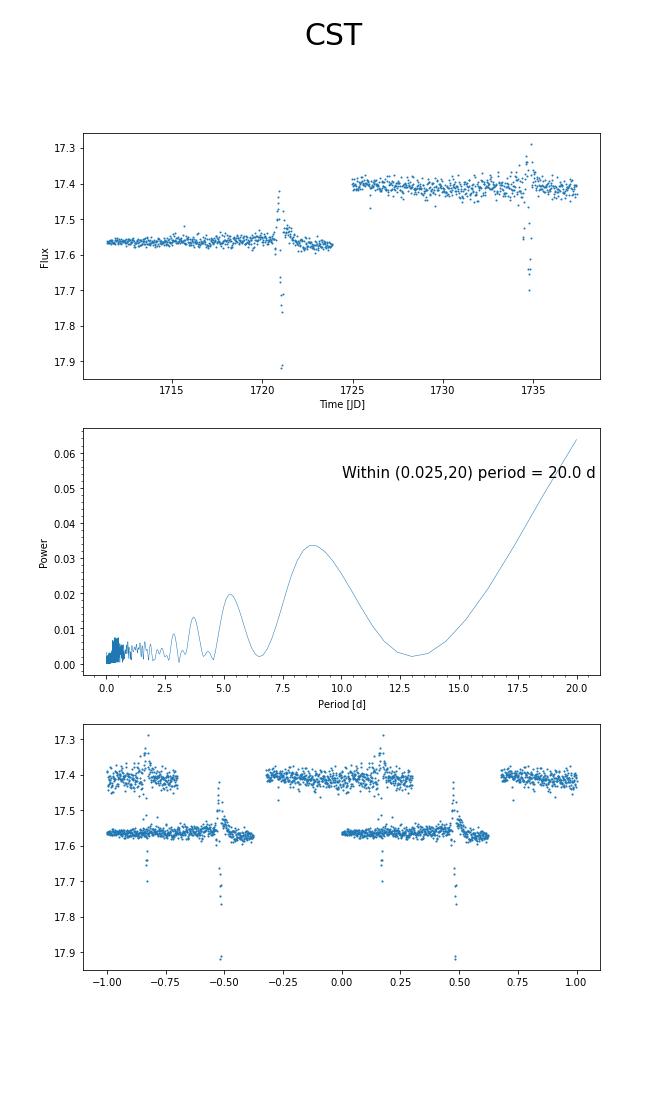 CST
17.3
17.4
17.5
17.6
17.7
17.8
17.9
Flux
1715 1720 1725 1730 1735
Time [JD]
0.06
0.05
0.04
0.03
0.02
0.01
0.00
Power
Within (0.025,20) period = 20.0 d
0.0 2.5 5.0 7.5 10.0 12.5 15.0 17.5 20.0
Period [d]
17.3
17.4
17.5
17.6
17.7
17.8
17.9
−1.00 −0.75 −0.50 −0.25 0.00 0.25 0.50 0.75 1.00